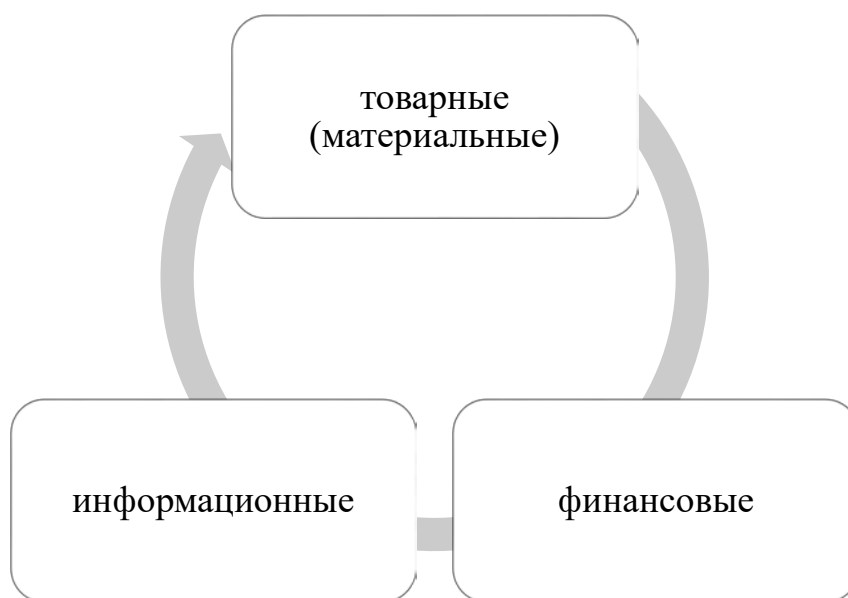 товарные
(материальные)
информационные
финансовые